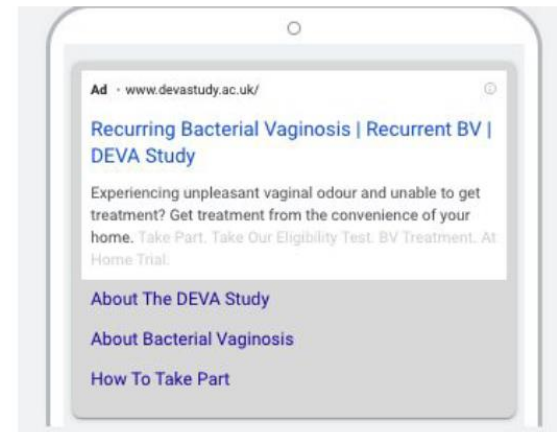 Ad · www.devastudy.ac.uk/
Recurring Bacterial Vaginosis | Recurrent BV |
DEVA Study
Experiencing unpleasant vaginal odour and unable to get
treatment? Get treatment from the convenience of your
home. Take Part. Take Our Eligibility Test. BV Treatment. At
Home Trial.
About The DEVA Study
About Bacterial Vaginosis
How To Take Part